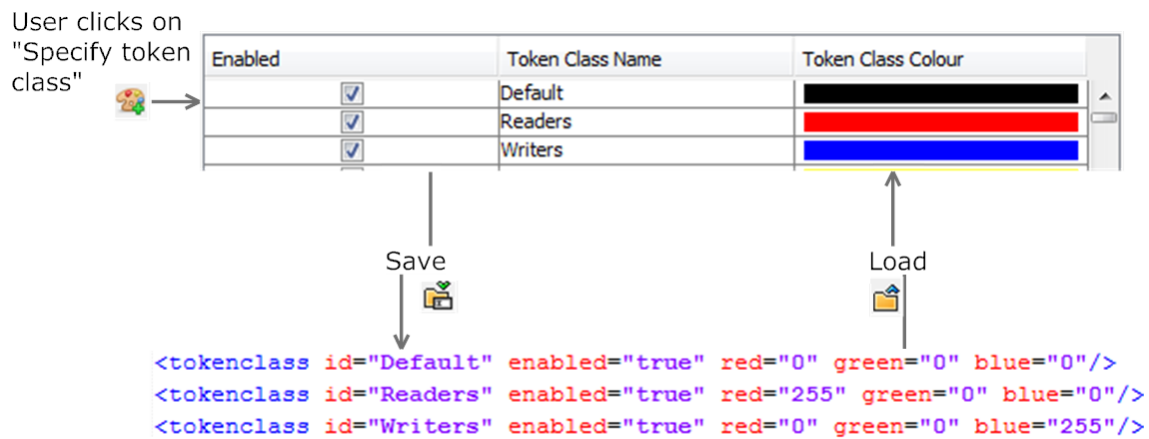 User clicks on
"Specify token
class"
Enabled Token Class Name Token Class Colour
Default
Readers
Writers
Save Load
<tokenclass id="Default" enabled="true" red="0" green="0" blue="0"/>
<tokenclass id="Readers" enabled="true" red="255" green="0" blue="0"/>
<tokenclass id="Writers" enabled="true" red="0" green="0" blue="255"/>